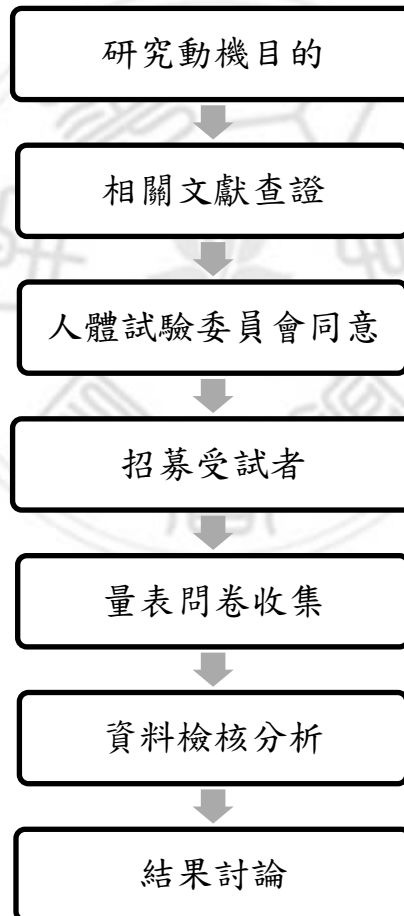 研究動機目的
相關文獻查證
人體試驗委員會同意
招募受試者
量表問卷收集
資料檢核分析
結果討論